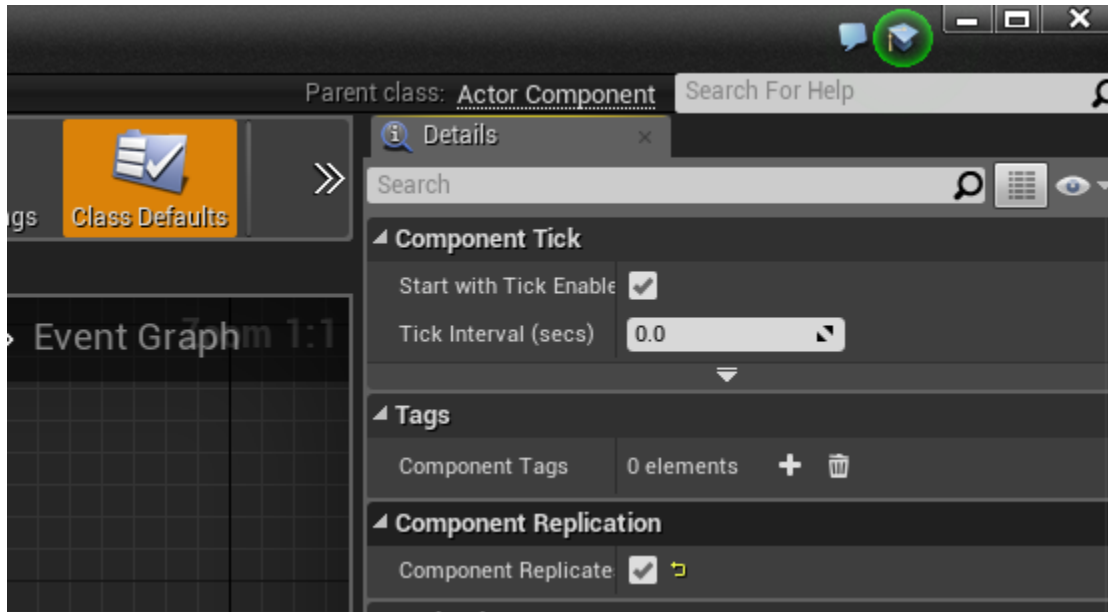 Parent class: Actor Component
Search For Help
Details
Search
Class Defaults
Component Tick
Start with Tick Enable
Tick Interval (secs) 0.0
Event Graph
Tags
Component Tags 0 elements
Component Replication
Component Replicate